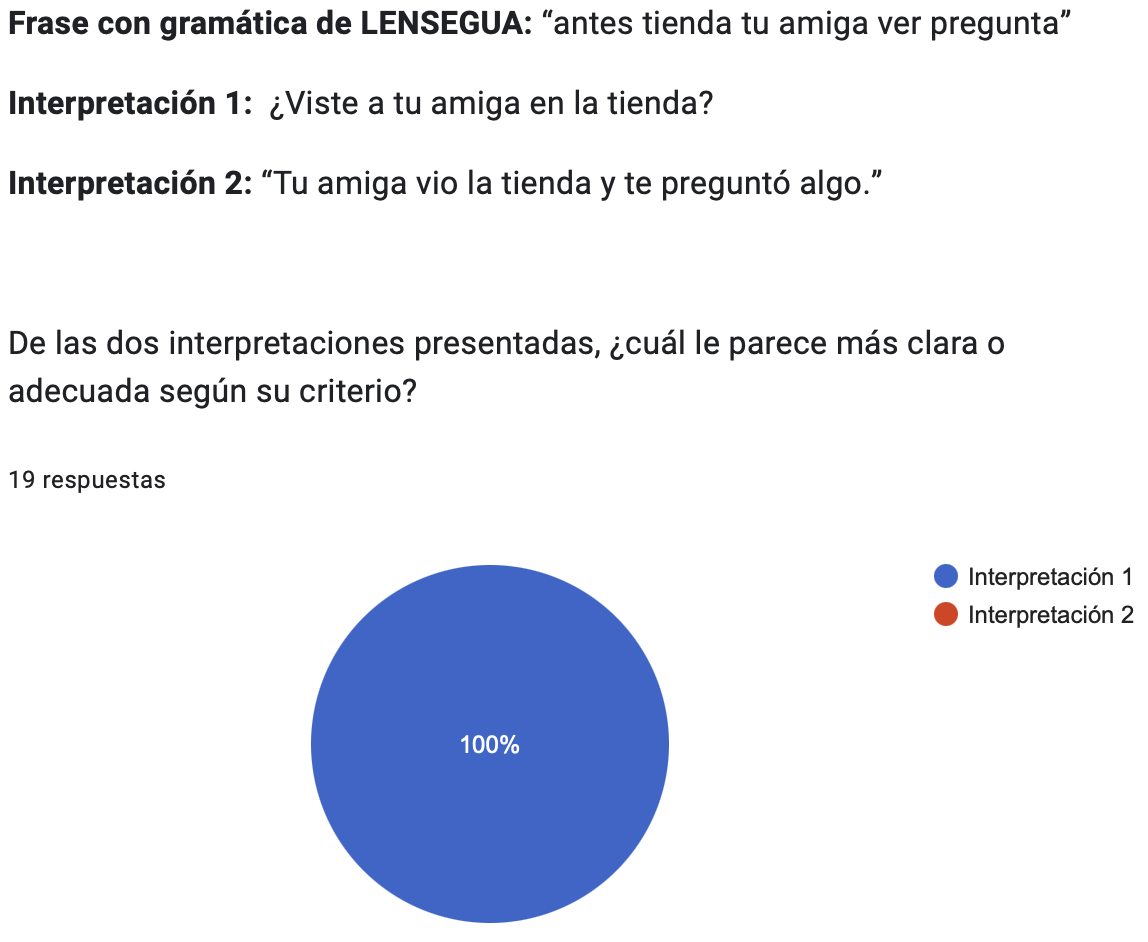 Frase con gramática de LENSEGUA: “antes tienda tu amiga ver pregunta”
Interpretación 1: ¿Viste a tu amiga en la tienda?
Interpretación 2: “Tu amiga vio la tienda y te preguntó algo.”
De las dos interpretaciones presentadas, ¿cuál le parece más clara o
adecuada según su criterio?
19 respuestas
Interpretación 1
Interpretación 2
100%